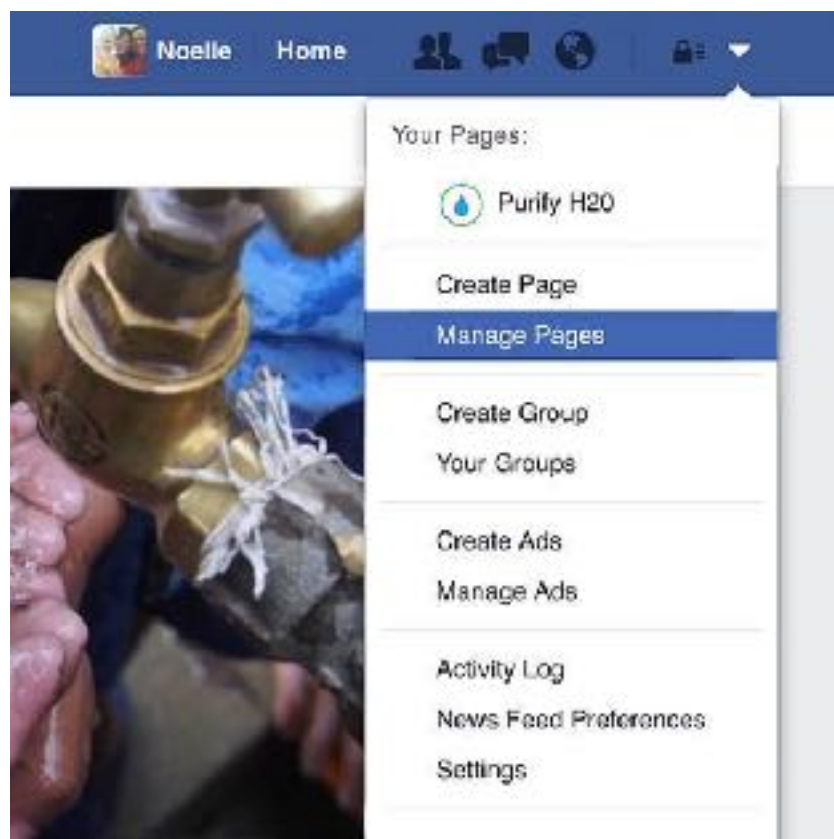 Noelle Home
Your Pages:
Purify H20
Create Page
Manage Pages
Create Group
Your Groups
Create Ads
Manage Ads
Activity Log
News Feed Preferences
Settings